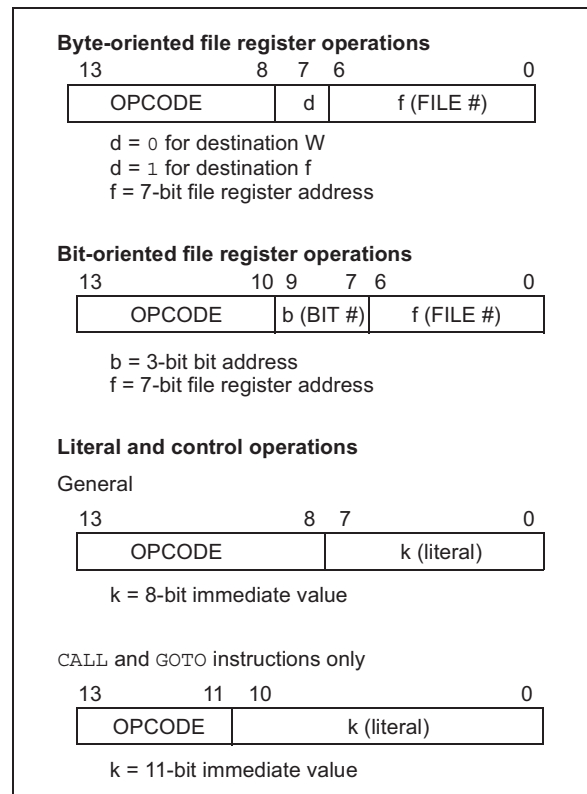 Byte-oriented file register operations
13 8 7 6 0
OPCODE d f (FILE #)
d = 0 for destination W
d = 1 for destination f
f = 7-bit file register address
Bit-oriented file register operations
13 10 9 7 6 0
OPCODE b (BIT #) f (FILE #)
b = 3-bit bit address
f = 7-bit file register address
Literal and control operations
General
13 8 7 0
OPCODE k (literal)
k = 8-bit immediate value
CALL and GOTO instructions only
13 11 10 0
OPCODE k (literal)
k = 11-bit immediate value